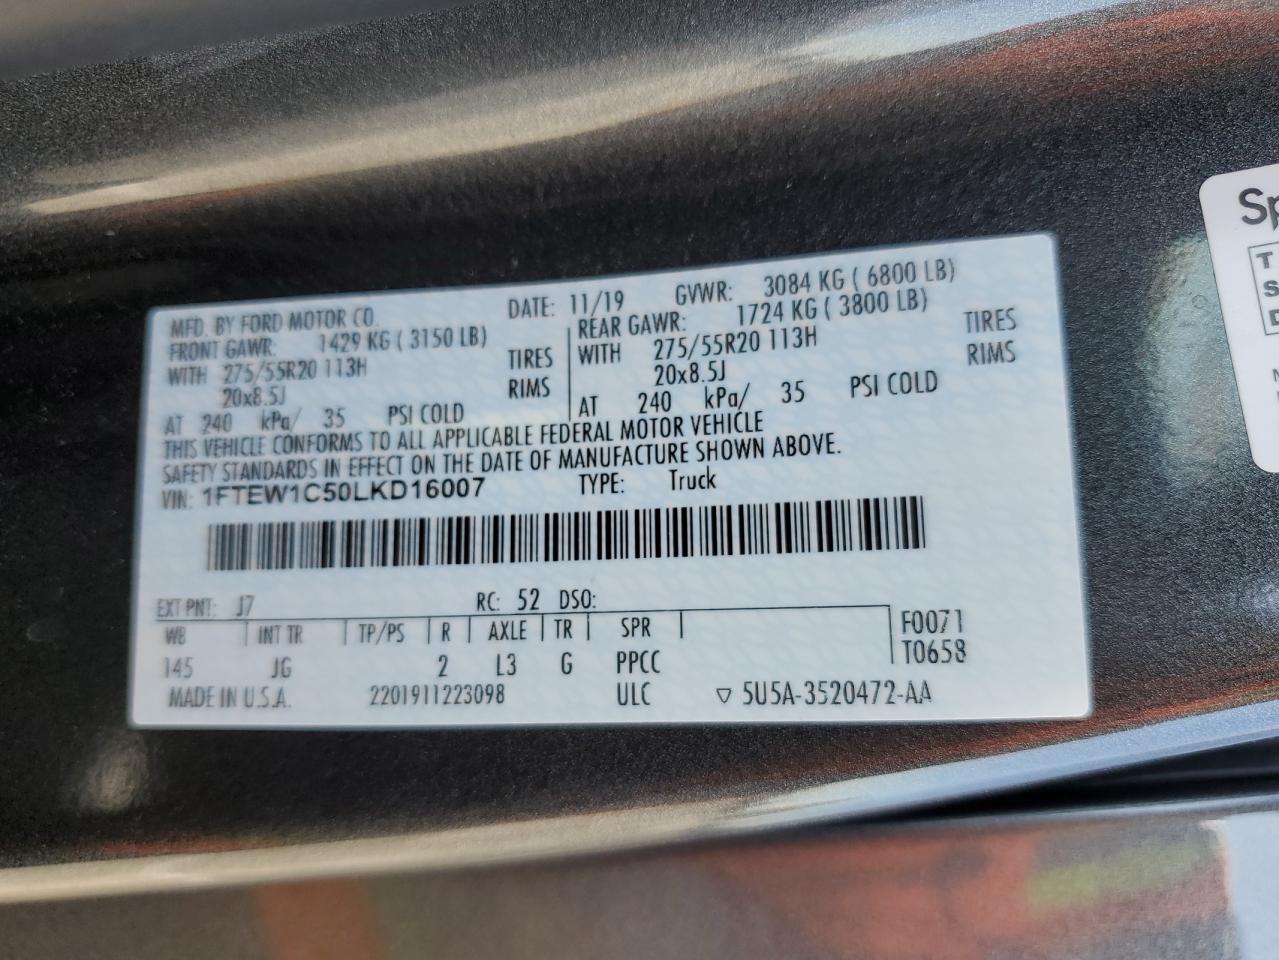 MFD. BY FORD MOTOR CO. DATE: 11/19 GVWR: 3084 KG ( 6800 LB)
FRONT GAWR: 1429 KG ( 3150 LB) REAR GAWR: 1724 KG ( 3800 LB)
WITH 275/55R20 113H TIRES WITH 275/55R20 113H TIRES
20x8.5J RIMS 20x8.5J RIMS
AT 240 kPa/ 35 PSI COLD AT 240 kPa/ 35 PSI COLD
THIS VEHICLE CONFORMS TO ALL APPLICABLE FEDERAL MOTOR VEHICLE
SAFETY STANDARDS IN EFFECT ON THE DATE OF MANUFACTURE SHOWN ABOVE.
VIN: 1FTEW1C50LKD16007 TYPE: Truck
EXT PNT: J7 RC: 52 DSO:
WB INT TR TP/PS R AXLE TR SPR F0071
145 JG 2 L3 G PPCC T0658
MADE IN U.S.A. 2201911223098 ULC ▽ 5U5A-3520472-AA